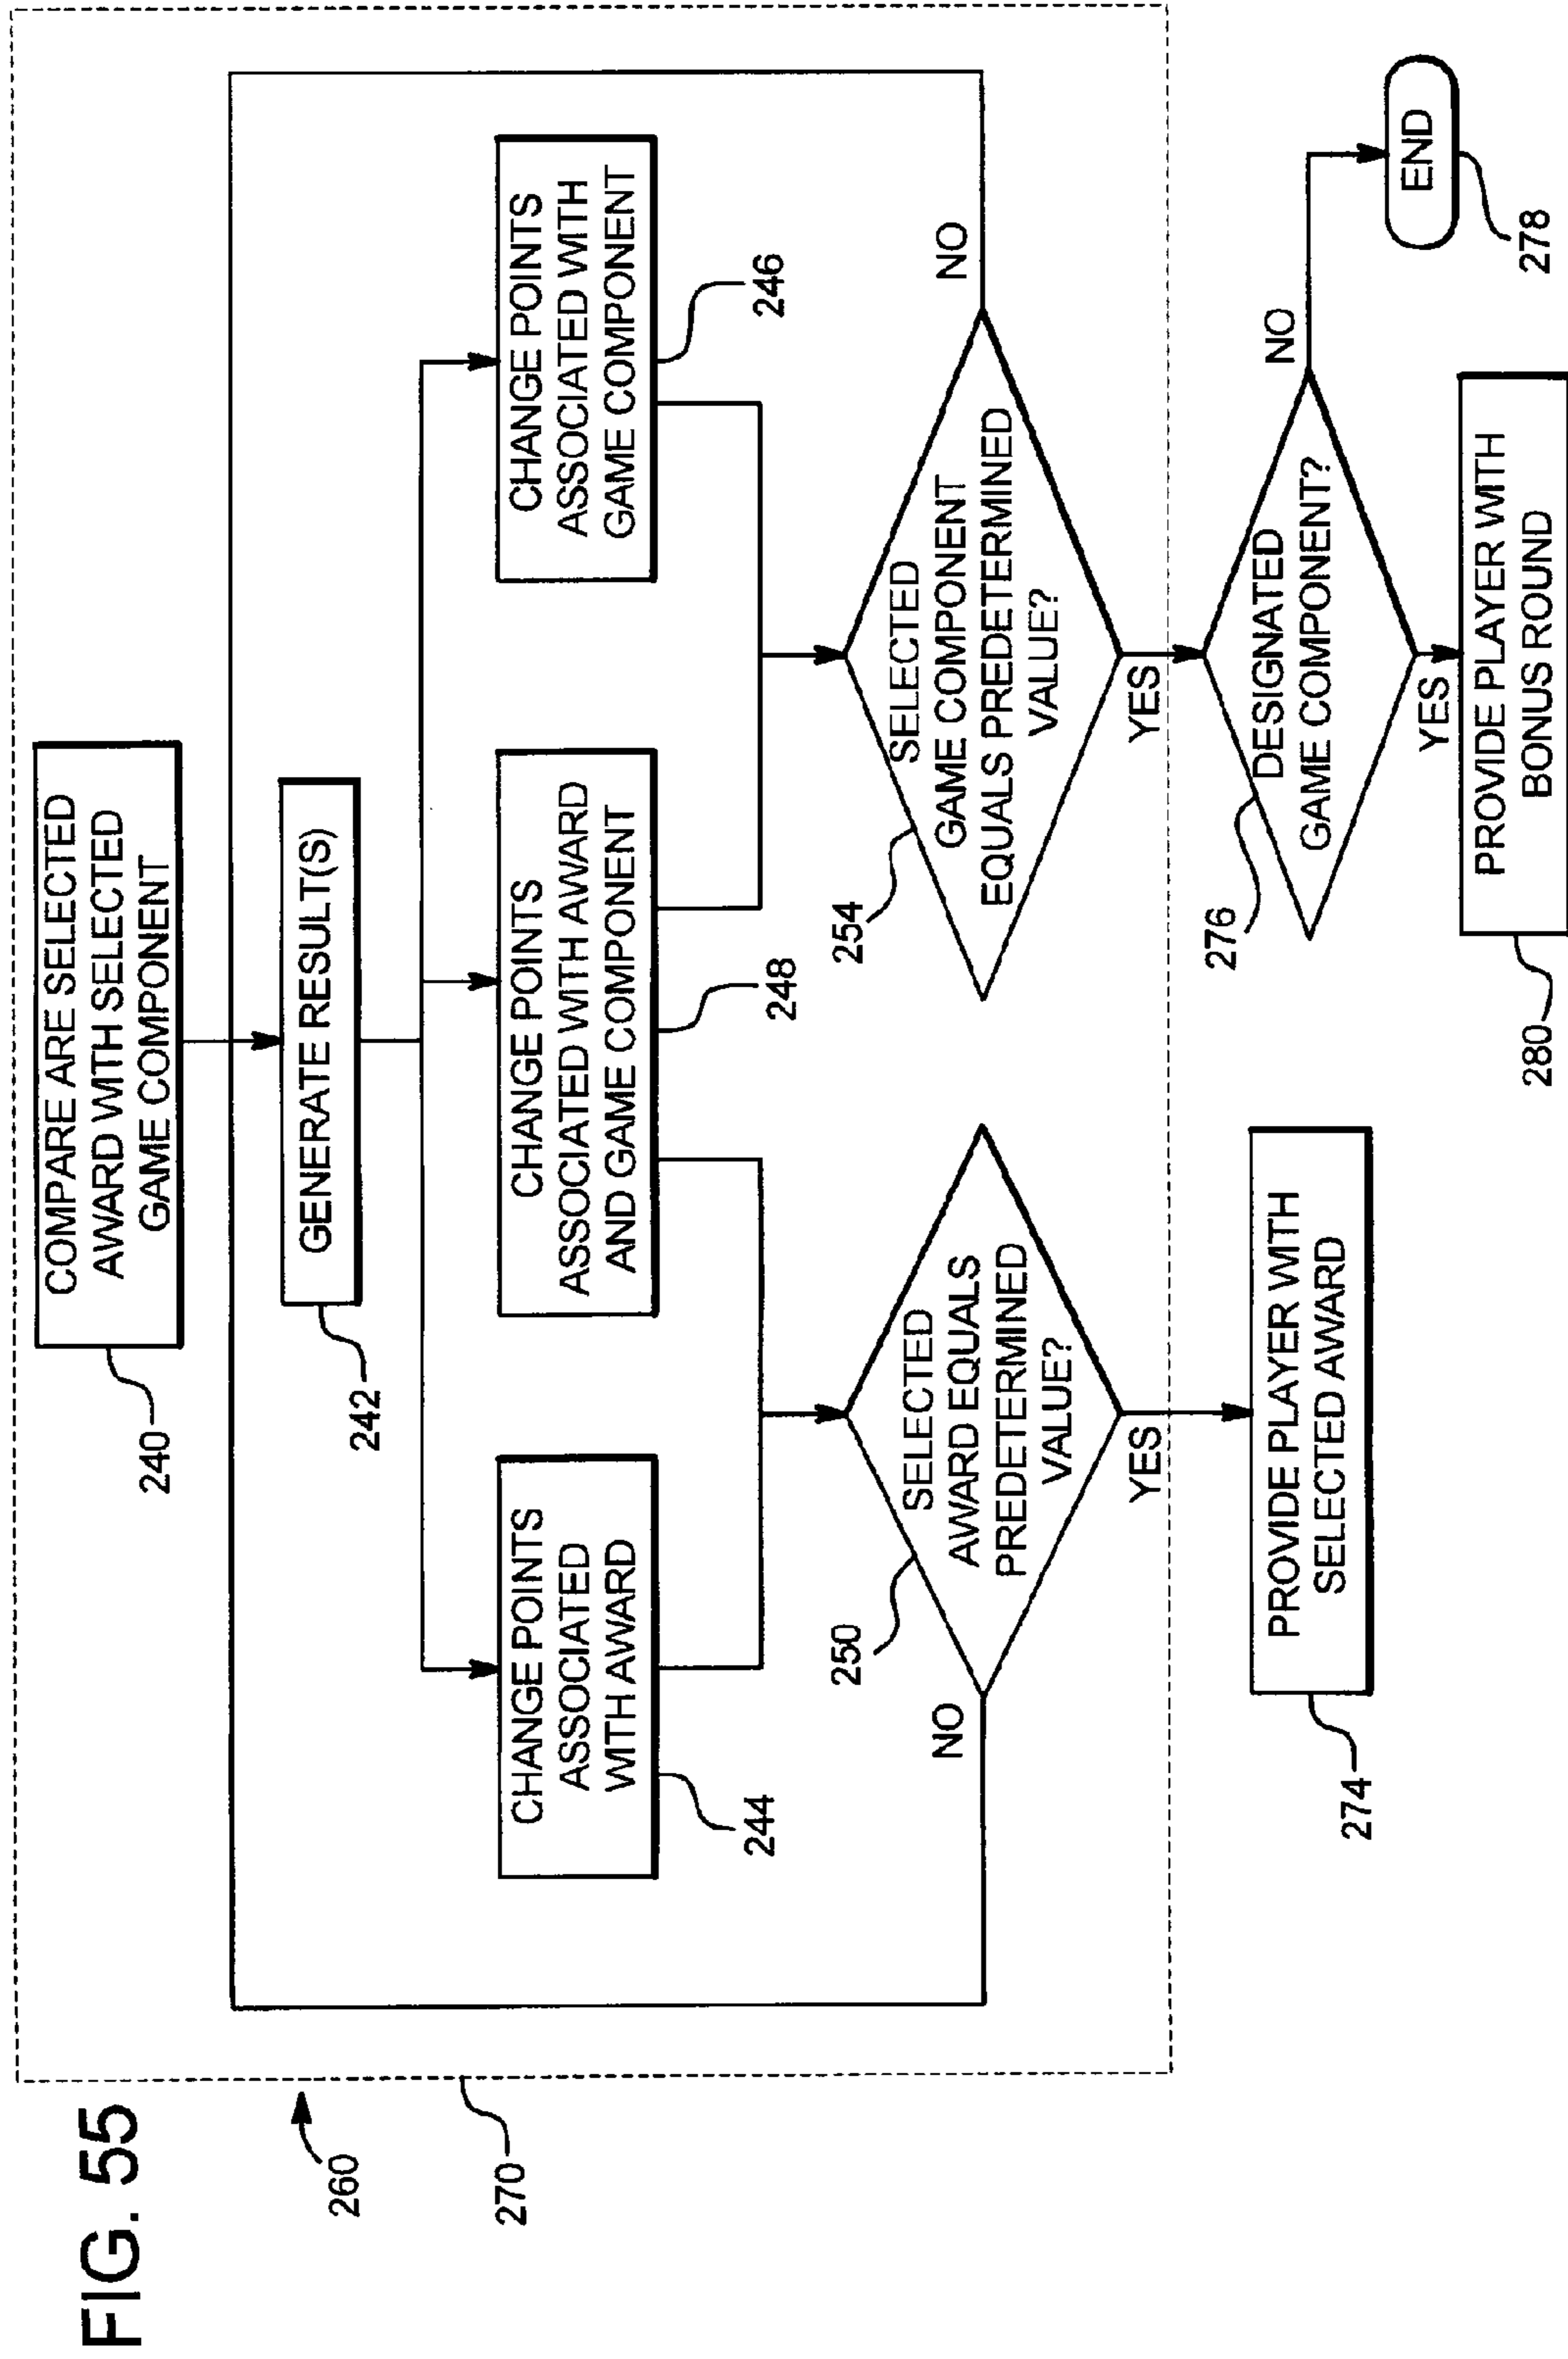 FIG. 55
260
270
COMPARE ARE SELECTED
AWARD WITH SELECTED
GAME COMPONENT
240
GENERATE RESULT(S)
242
CHANGE POINTS
ASSOCIATED
WITH AWARD
244
CHANGE POINTS
ASSOCIATED WITH AWARD
AND GAME COMPONENT
248
CHANGE POINTS
ASSOCIATED WITH
GAME COMPONENT
246
SELECTED
AWARD EQUALS
PREDETERMINED
VALUE?
250
NO
YES
SELECTED
GAME COMPONENT
EQUALS PREDETERMINED
VALUE?
254
NO
YES
PROVIDE PLAYER WITH
SELECTED AWARD
274
DESIGNATED
GAME COMPONENT?
276
NO
YES
END
278
PROVIDE PLAYER WITH
BONUS ROUND
280